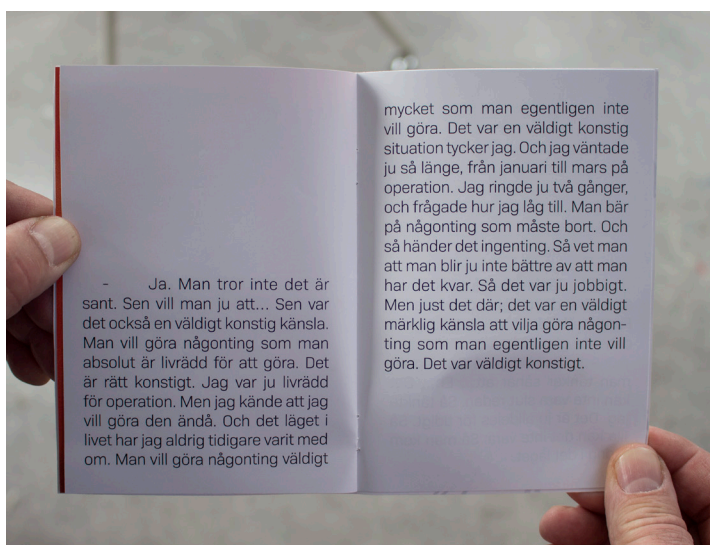 - Ja. Man tror inte det är
sant. Sen vill man ju att... Sen var
det också en väldigt konstig känsla.
Man vill göra någonting som man
absolut är livrädd för att göra. Det
är rätt konstigt. Jag var ju livrädd
för operation. Men jag kände att jag
vill göra den ändå. Och det läget i
livet har jag aldrig tidigare varit med
om. Man vill göra någonting väldigt
mycket som man egentligen inte
vill göra. Det var en väldigt konstig
situation tycker jag. Och jag väntade
ju så länge, från januari till mars på
operation. Jag ringde ju två gånger,
och frågade hur jag låg till. Man bär
på någonting som måste bort. Och
så händer det ingenting. Så vet man
att man blir ju inte bättre av att man
har det kvar. Så det var ju jobbigt.
Men just det där; det var en väldigt
märklig känsla att vilja göra någon-
ting som man egentligen inte vill
göra. Det var väldigt konstigt.